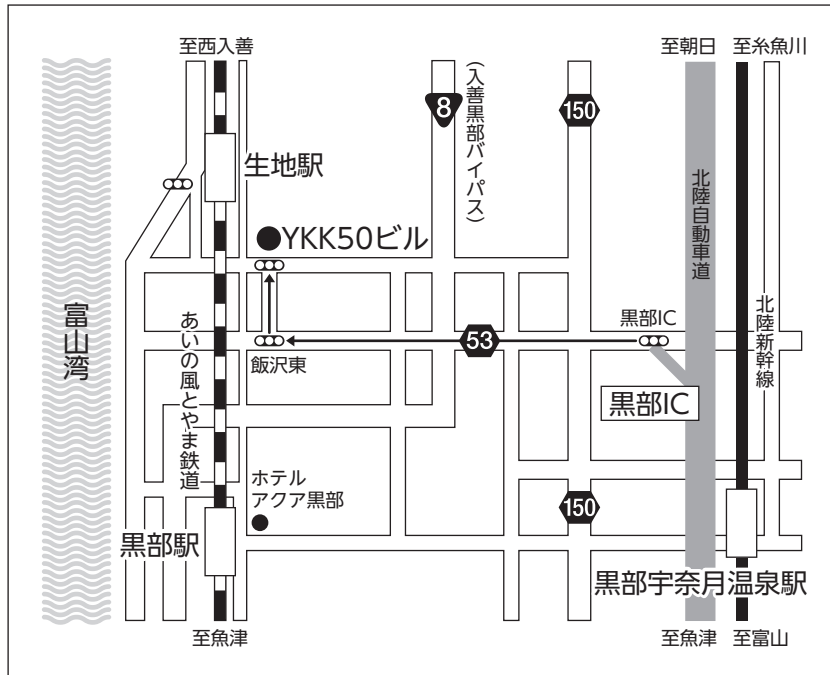 至西入善
至朝日
至糸魚川
8
(入善黒部バイパス)
150
生地駅
北陸自動車道
YKK50ビル
富山湾
あいの風とやま鉄道
飯沢東
53
黒部IC
北陸新幹線
黒部IC
ホテル
アクア黒部
150
黒部駅
黒部宇奈月温泉駅
至魚津
至魚津
至富山